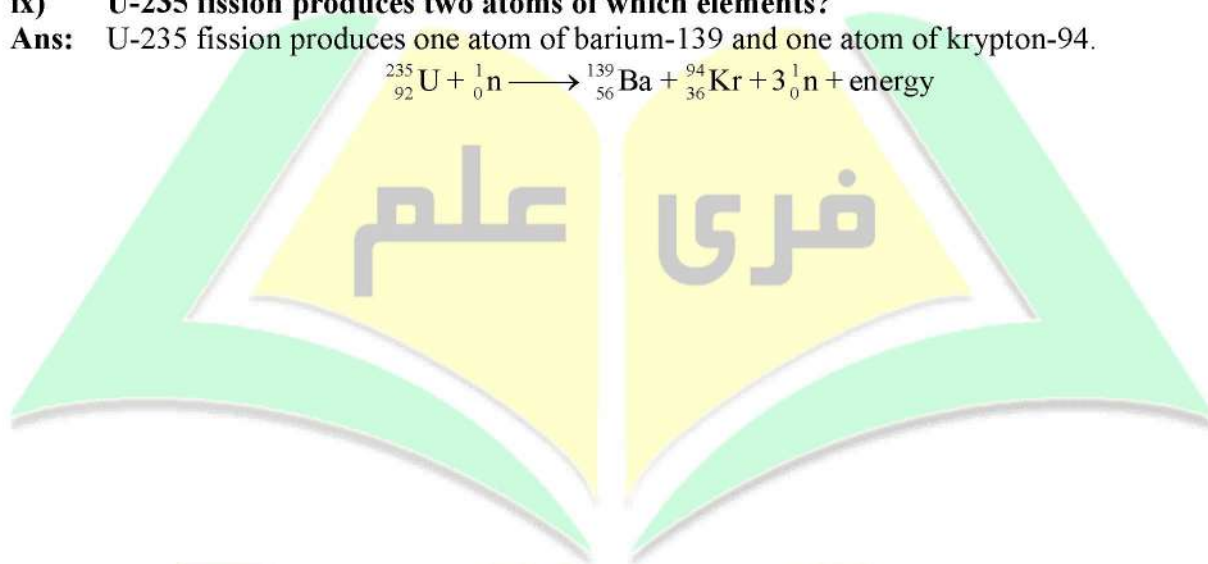 ix) U-235 fission produces two atoms of which elements?
Ans: U-235 fission produces one atom of barium-139 and one atom of krypton-94.
²³⁵₉₂U + ¹₀n ⟶ ¹³⁹₅₆Ba + ⁹⁴₃₆Kr + 3¹₀n + energy
فری علم